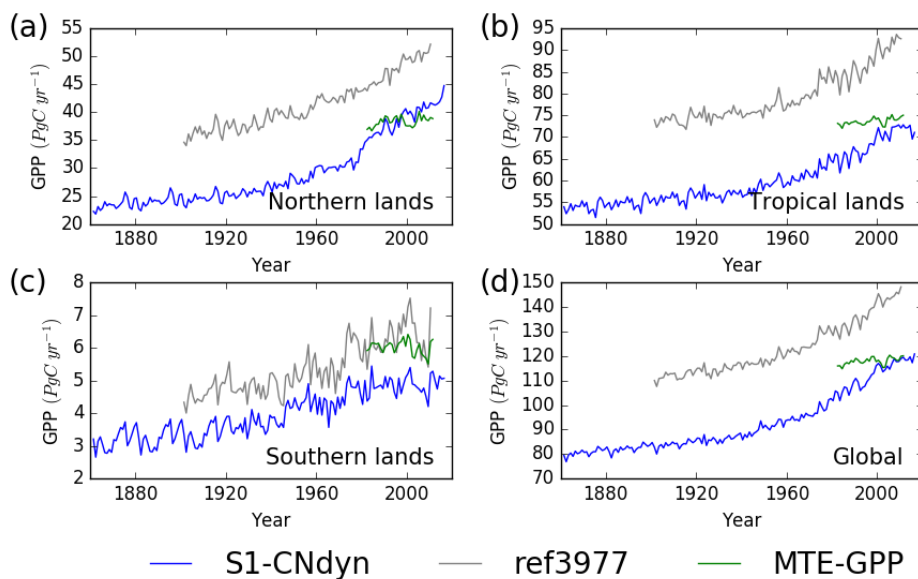 (a)
55
50
45
40
35
30
25
20
GPP (PgC yr⁻¹)
Northern lands
1880 1920 1960 2000
Year
(b)
95
90
85
80
75
70
65
60
55
50
GPP (PgC yr⁻¹)
Tropical lands
1880 1920 1960 2000
Year
(c)
8
7
6
5
4
3
2
GPP (PgC yr⁻¹)
Southern lands
1880 1920 1960 2000
Year
(d)
150
140
130
120
110
100
90
80
70
GPP (PgC yr⁻¹)
Global
1880 1920 1960 2000
Year
S1-CNdyn ref3977 MTE-GPP